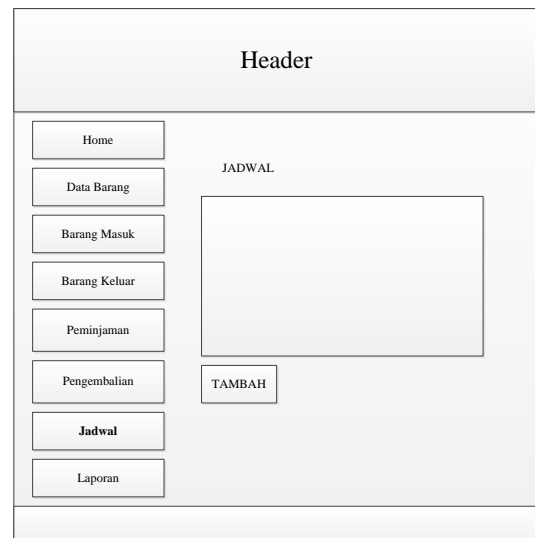 Header
Home
Data Barang
Barang Masuk
Barang Keluar
Peminjaman
Pengembalian
Jadwal
Laporan
JADWAL
TAMBAH